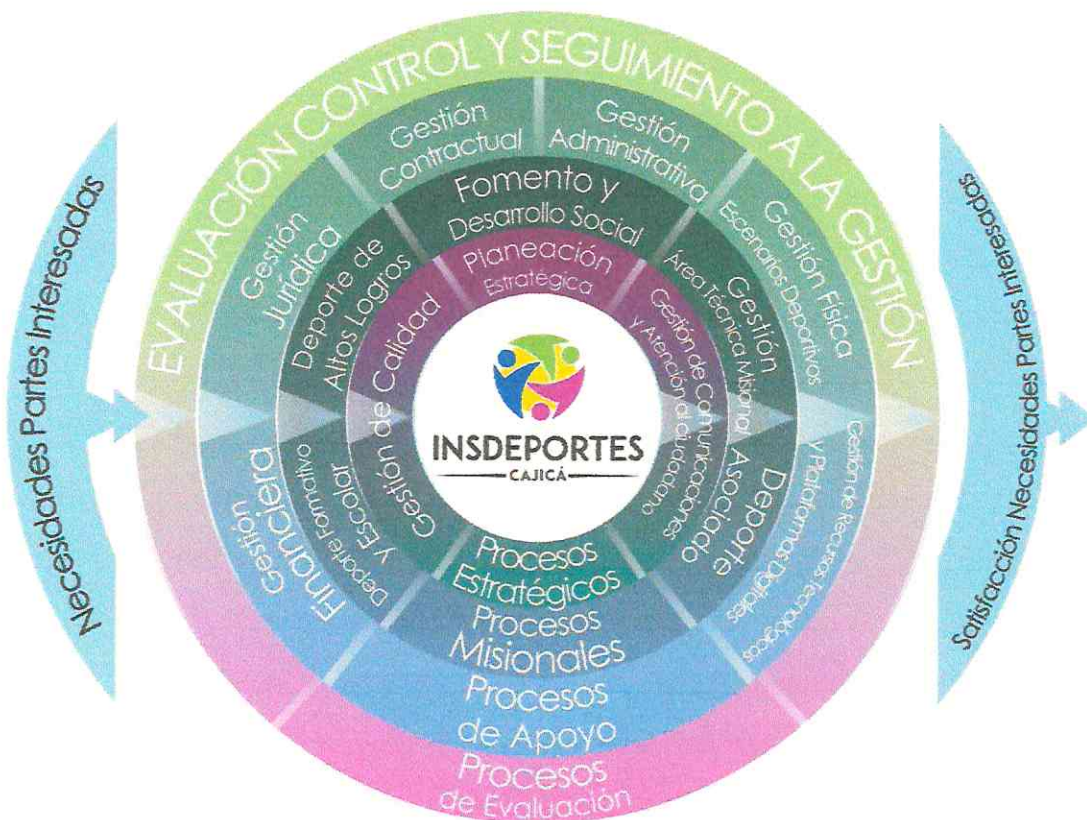 Necesidades Partes Interesadas
EVALUACIÓN CONTROL Y SEGUIMIENTO A LA GESTIÓN
Gestión
Financiera
Gestión
Jurídica
Gestión
Contractual
Gestión
Administrativa
Gestión Física
Escenarios Deportivos
Gestión de Recursos Tecnológicos
y Plataformas Digitales
Deporte Formativo
y Escolar
Deporte de
Altos Logros
Fomento y
Desarrollo Social
Gestión
Área Técnica Misional
Deporte
Asociado
Gestión de Calidad
Planeación
Estratégica
Gestión de Comunicaciones
y Atención al ciudadano
INSDEPORTES
CAJICÁ
Procesos
Estratégicos
Procesos
Misionales
Procesos
de Apoyo
Procesos
de Evaluación
Satisfacción Necesidades Partes Interesadas